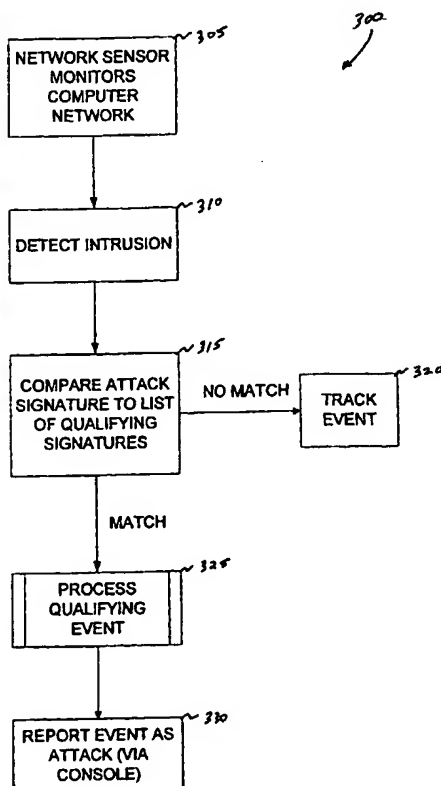 300
305
NETWORK SENSOR
MONITORS
COMPUTER
NETWORK
310
DETECT INTRUSION
315
COMPARE ATTACK
SIGNATURE TO LIST
OF QUALIFYING
SIGNATURES
NO MATCH
320
TRACK
EVENT
MATCH
325
PROCESS
QUALIFYING
EVENT
330
REPORT EVENT AS
ATTACK (VIA
CONSOLE)